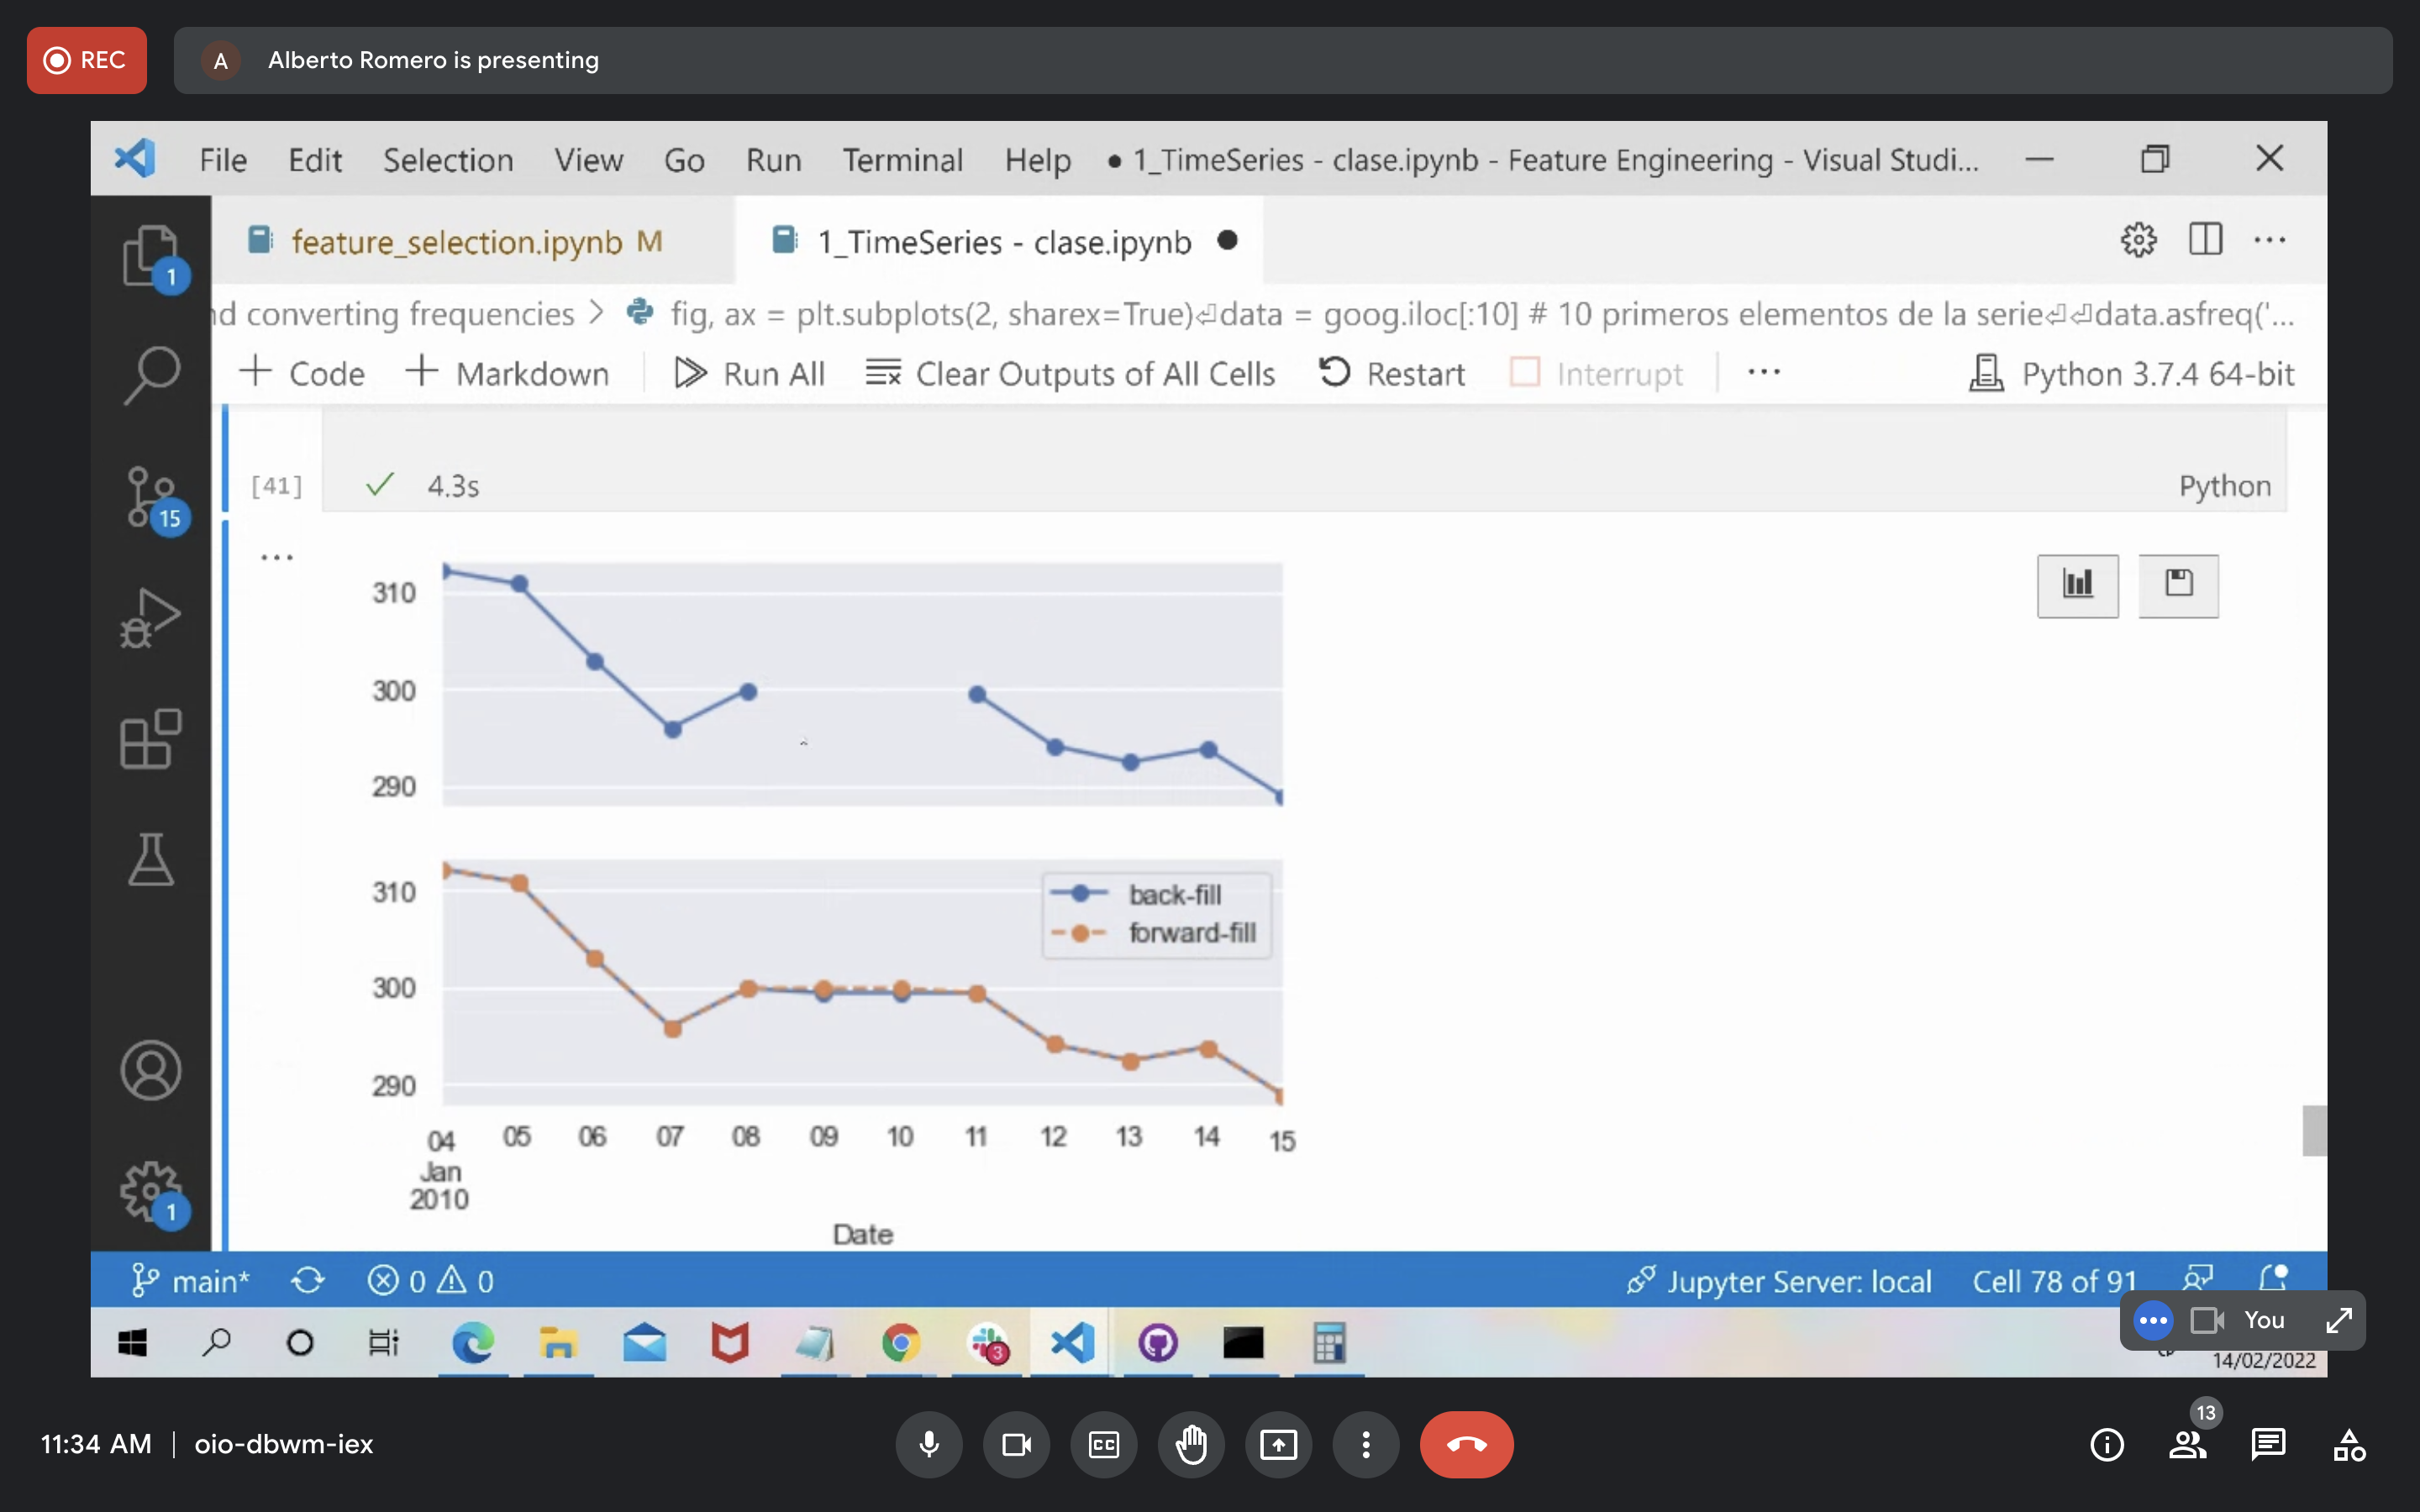 REC
A
Alberto Romero is presenting
File Edit Selection View Go Run Terminal Help ● 1_TimeSeries - clase.ipynb - Feature Engineering - Visual Studi...
1
feature_selection.ipynb M
1_TimeSeries - clase.ipynb ●
nd converting frequencies > fig, ax = plt.subplots(2, sharex=True)⏎data = goog.iloc[:10] # 10 primeros elementos de la serie⏎⏎data.asfreq('...
+ Code + Markdown Run All Clear Outputs of All Cells Restart Interrupt ... Python 3.7.4 64-bit
[41] ✓ 4.3s Python
15
...
310
300
290
310
300
290
back-fill
forward-fill
04 05 06 07 08 09 10 11 12 13 14 15
Jan
2010
Date
1
main* 0 0 Jupyter Server: local Cell 78 of 91
You
3
14/02/2022
11:34 AM | oio-dbwm-iex
CC
13